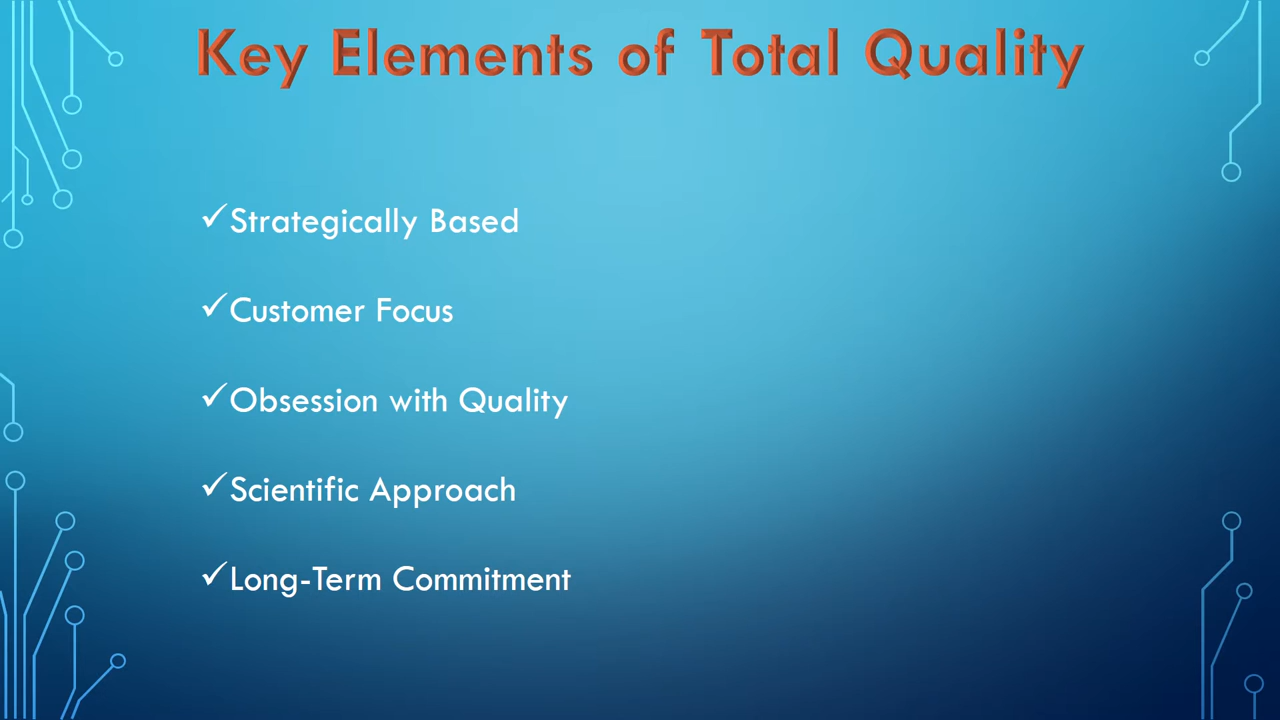 Key Elements of Total Quality
✓Strategically Based
✓Customer Focus
✓Obsession with Quality
✓Scientific Approach
✓Long-Term Commitment